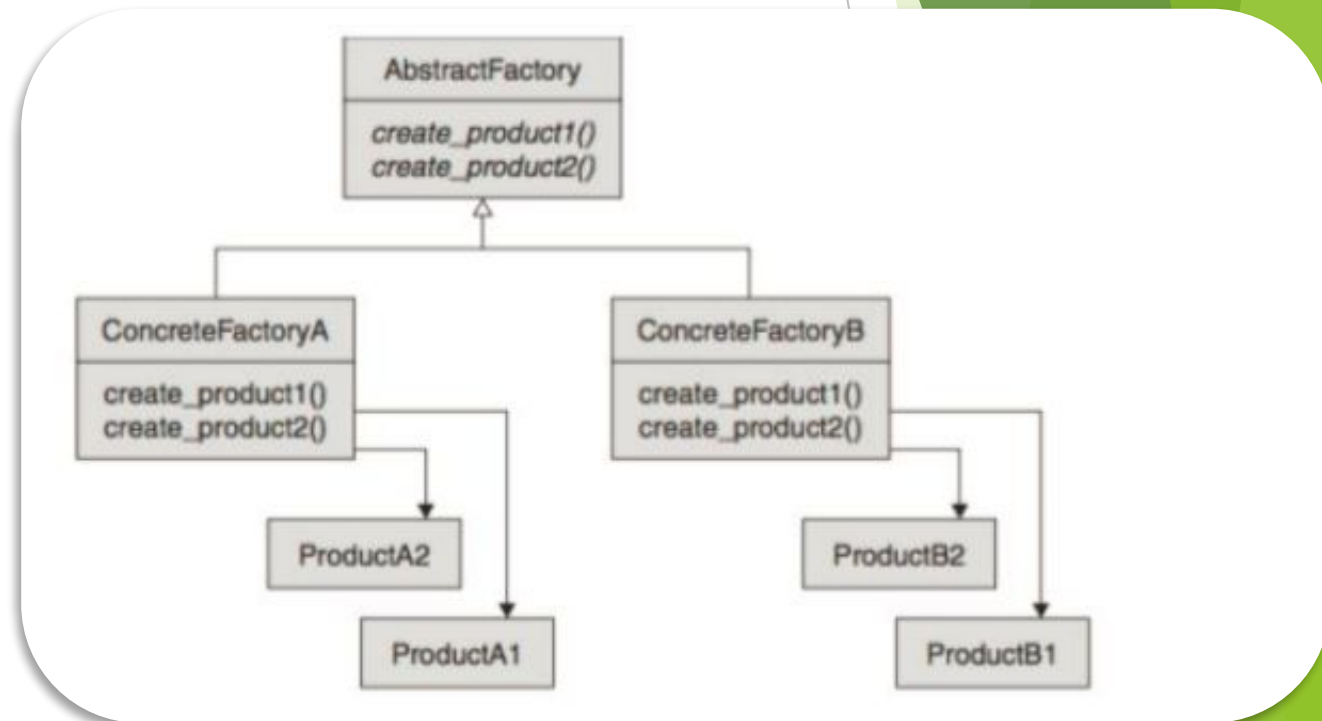 AbstractFactory
create_product1()
create_product2()
ConcreteFactoryA
create_product1()
create_product2()
ConcreteFactoryB
create_product1()
create_product2()
ProductA2
ProductB2
ProductA1
ProductB1